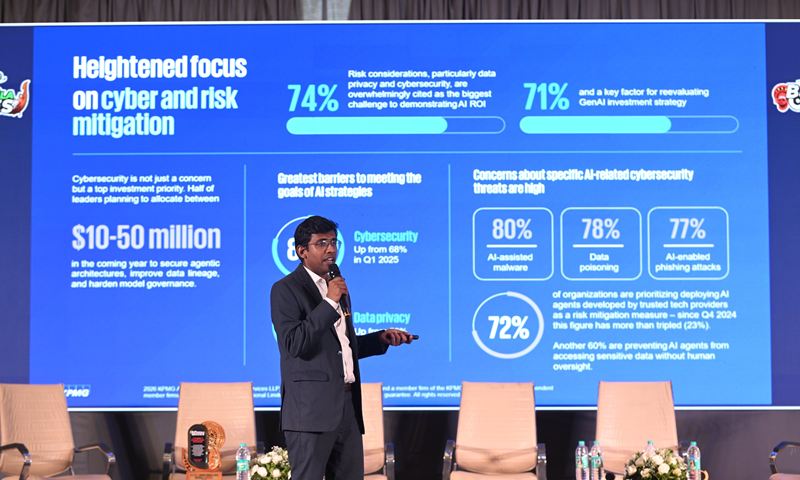 Heightened focus
on cyber and risk
mitigation
74%
Risk considerations, particularly data
privacy and cybersecurity, are
overwhelmingly cited as the biggest
challenge to demonstrating AI ROI
71%
and a key factor for reevaluating
GenAI investment strategy
Cybersecurity is not just a concern
but a top investment priority. Half of
leaders planning to allocate between
$10-50 million
in the coming year to secure agentic
architectures, improve data lineage,
and harden model governance.
Greatest barriers to meeting the
goals of AI strategies
Cybersecurity
Up from 68%
in Q1 2025
Data privacy
Concerns about specific AI-related cybersecurity
threats are high
80%
AI-assisted
malware
78%
Data
poisoning
77%
AI-enabled
phishing attacks
72%
of organizations are prioritizing deploying AI
agents developed by trusted tech providers
as a risk mitigation measure – since Q4 2024
this figure has more than tripled (23%).
Another 60% are preventing AI agents from
accessing sensitive data without human
oversight.
KPMG